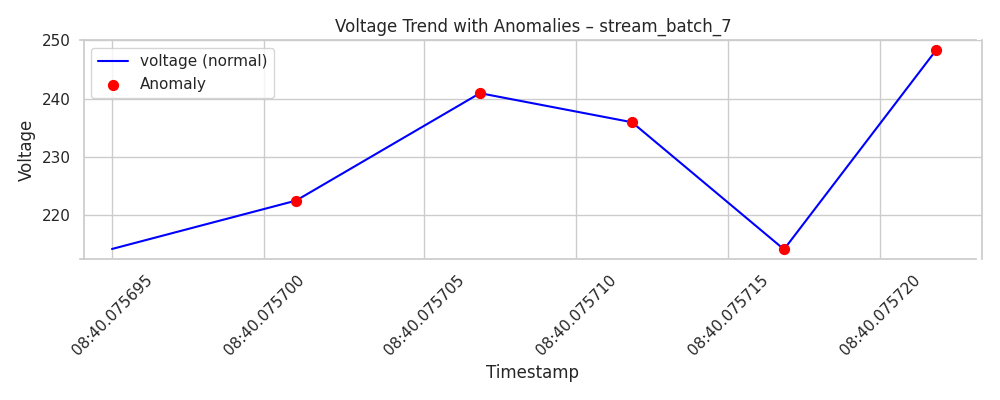 Voltage Trend with Anomalies – stream_batch_7
250
240
230
220
Voltage
voltage (normal)
Anomaly
08:40.075695
08:40.075700
08:40.075705
08:40.075710
08:40.075715
08:40.075720
Timestamp